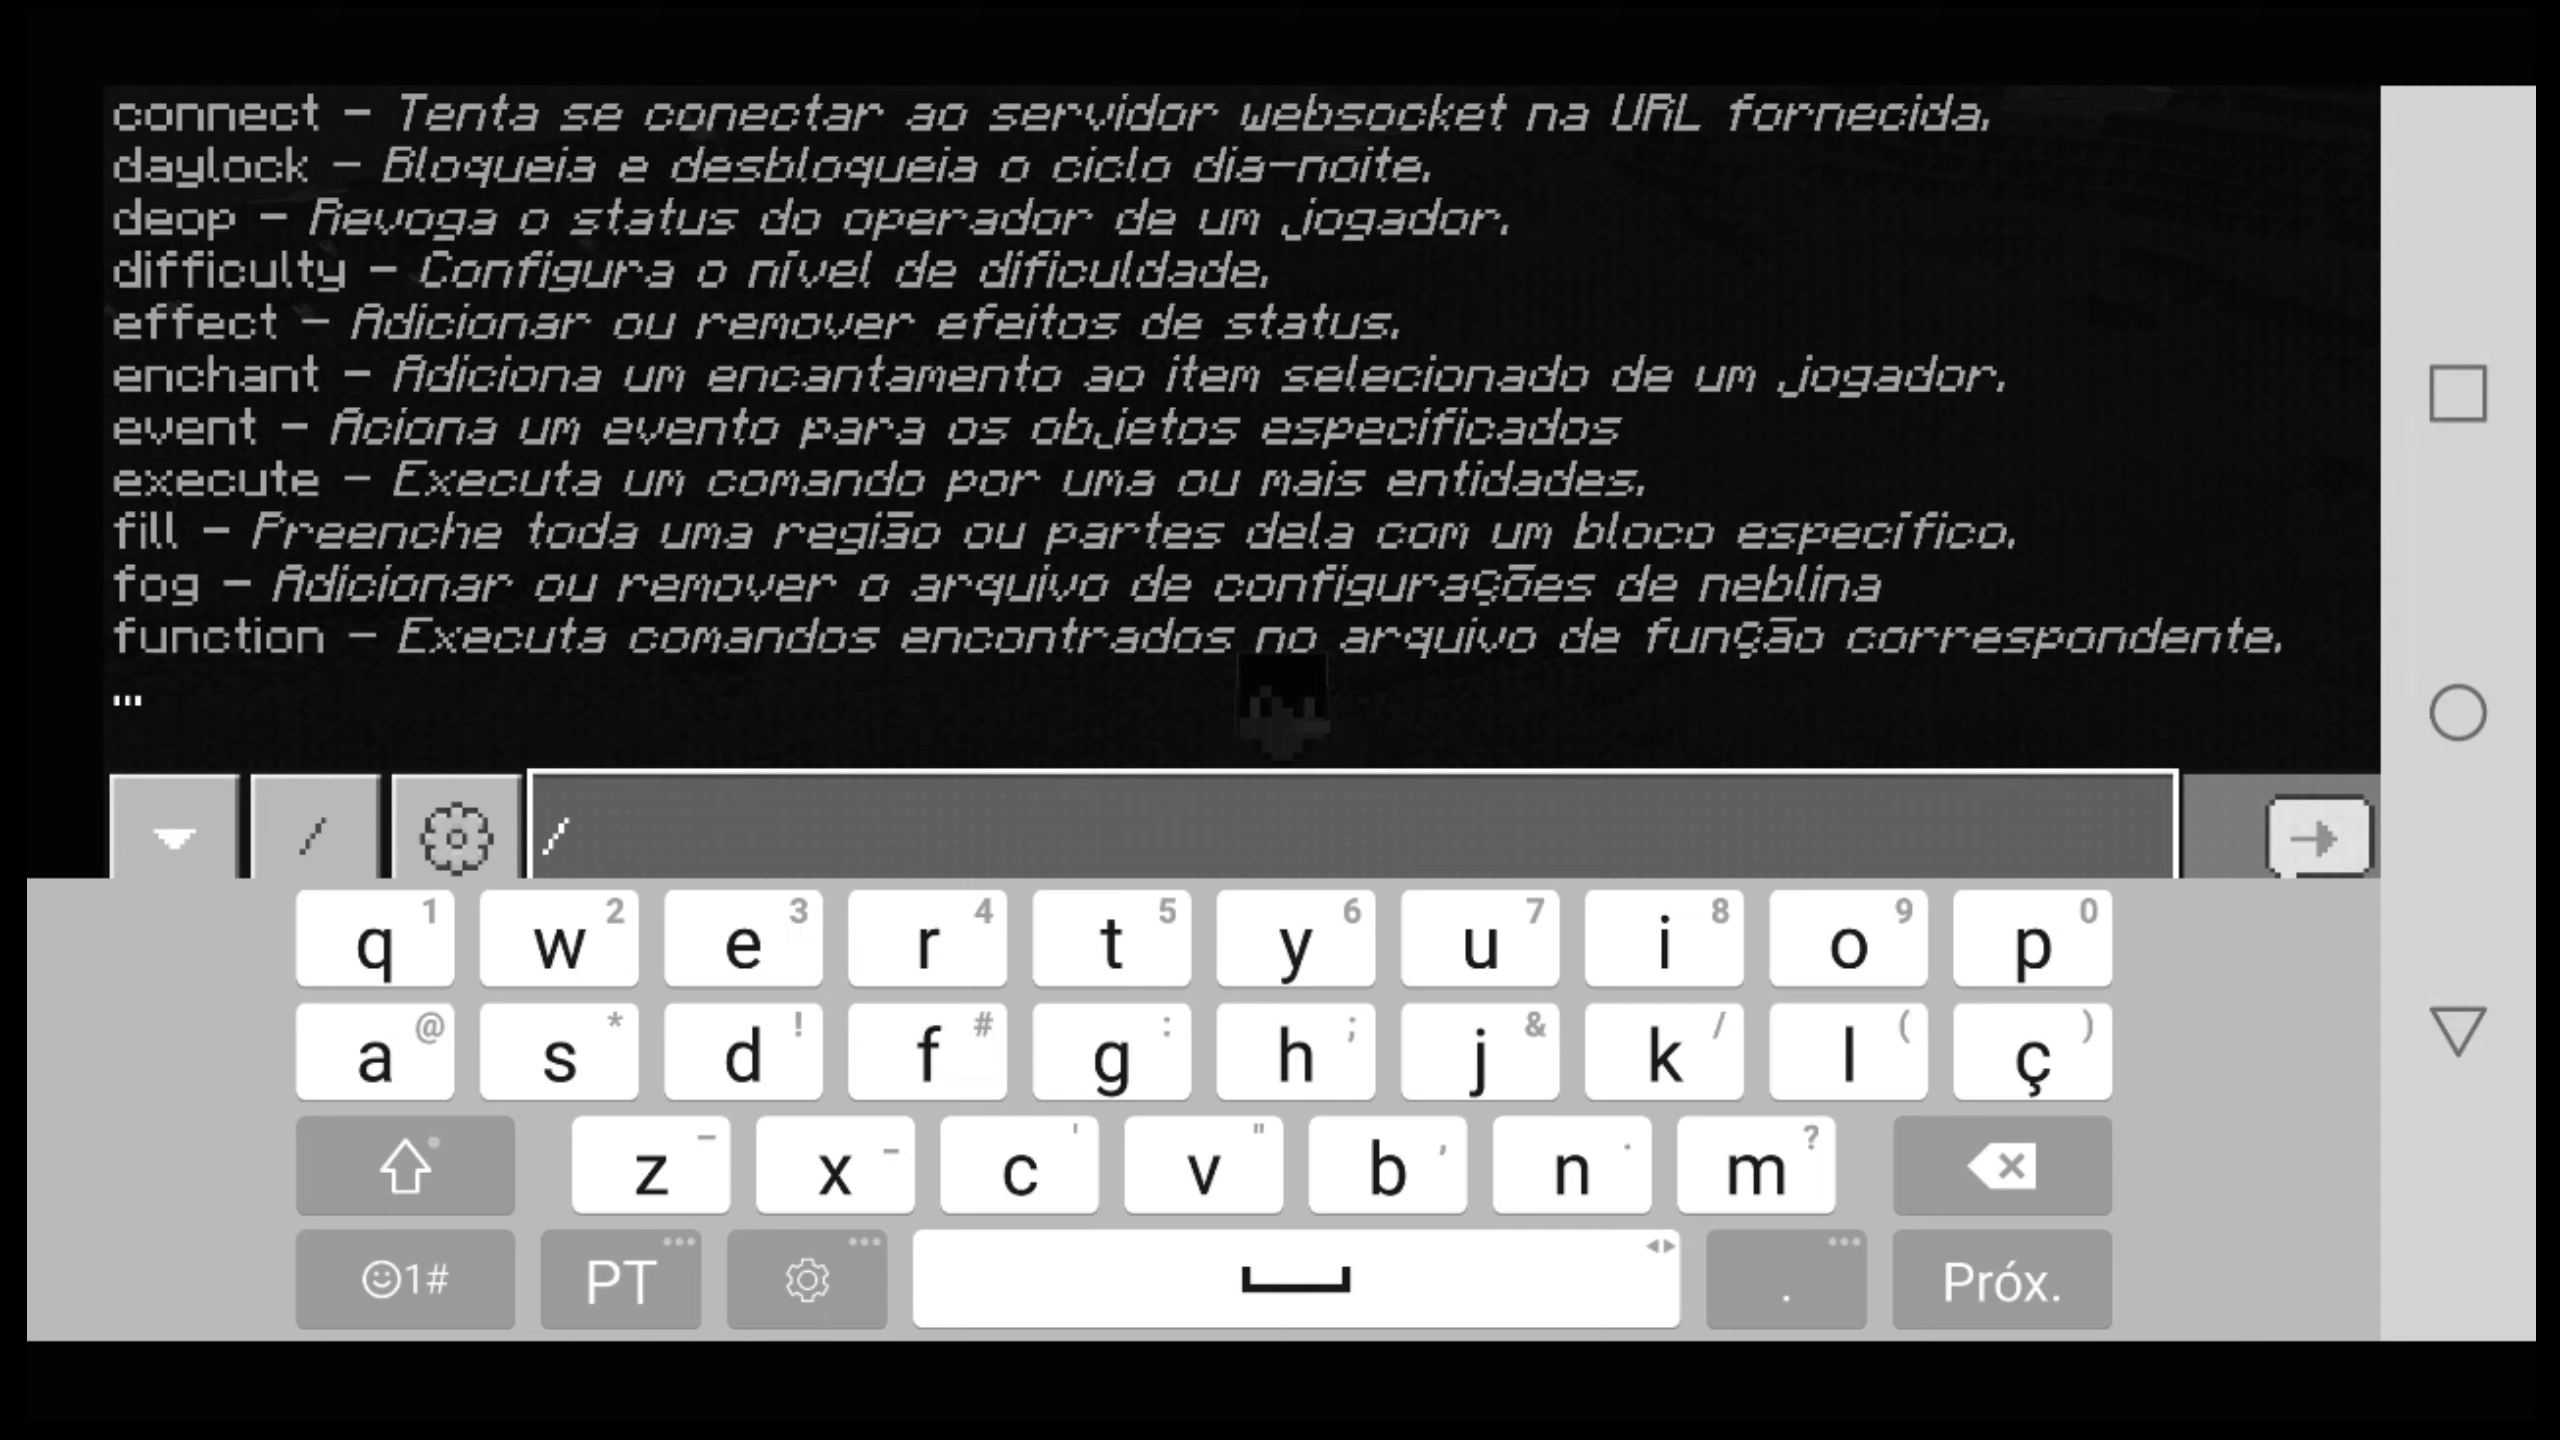 connect - Tenta se conectar ao servidor websocket na URL fornecida.
daylock - Bloqueia e desbloqueia o ciclo dia-noite.
deop - Revoga o status do operador de um jogador.
difficulty - Configura o nível de dificuldade.
effect - Adicionar ou remover efeitos de status.
enchant - Adiciona um encantamento ao item selecionado de um jogador.
event - Aciona um evento para os objetos especificados
execute - Executa um comando por uma ou mais entidades.
fill - Preenche toda uma região ou partes dela com um bloco específico.
fog - Adicionar ou remover o arquivo de configurações de neblina
function - Executa comandos encontrados no arquivo de função correspondente.
...
/ /
q 1 w 2 e 3 r 4 t 5 y 6 u 7 i 8 o 9 p 0
a @ s * d ! f # g : h ; j & k / l ( ç )
z – x - c ' v " b , n . m ?
1# PT . Próx.